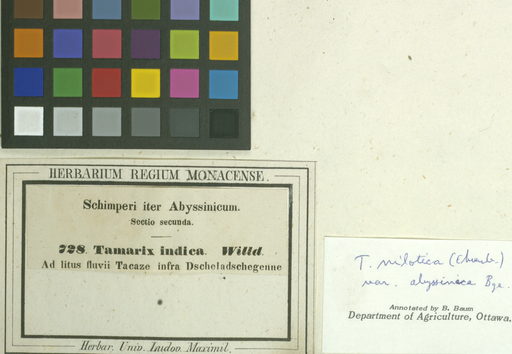 HERBARIUM REGIUM MONACENSE.
Schimperi iter Abyssinicum.
Sectio secunda.
728. Tamarix indica. Willd
Ad litus fluvii Tacaze infra Dscheladschegenne
Herbar. Univ. Ludov. Maximil.
T. nilotica (Ehrenb.)
var. abyssinica Bge.
Annotated by B. Baum
Department of Agriculture, Ottawa.